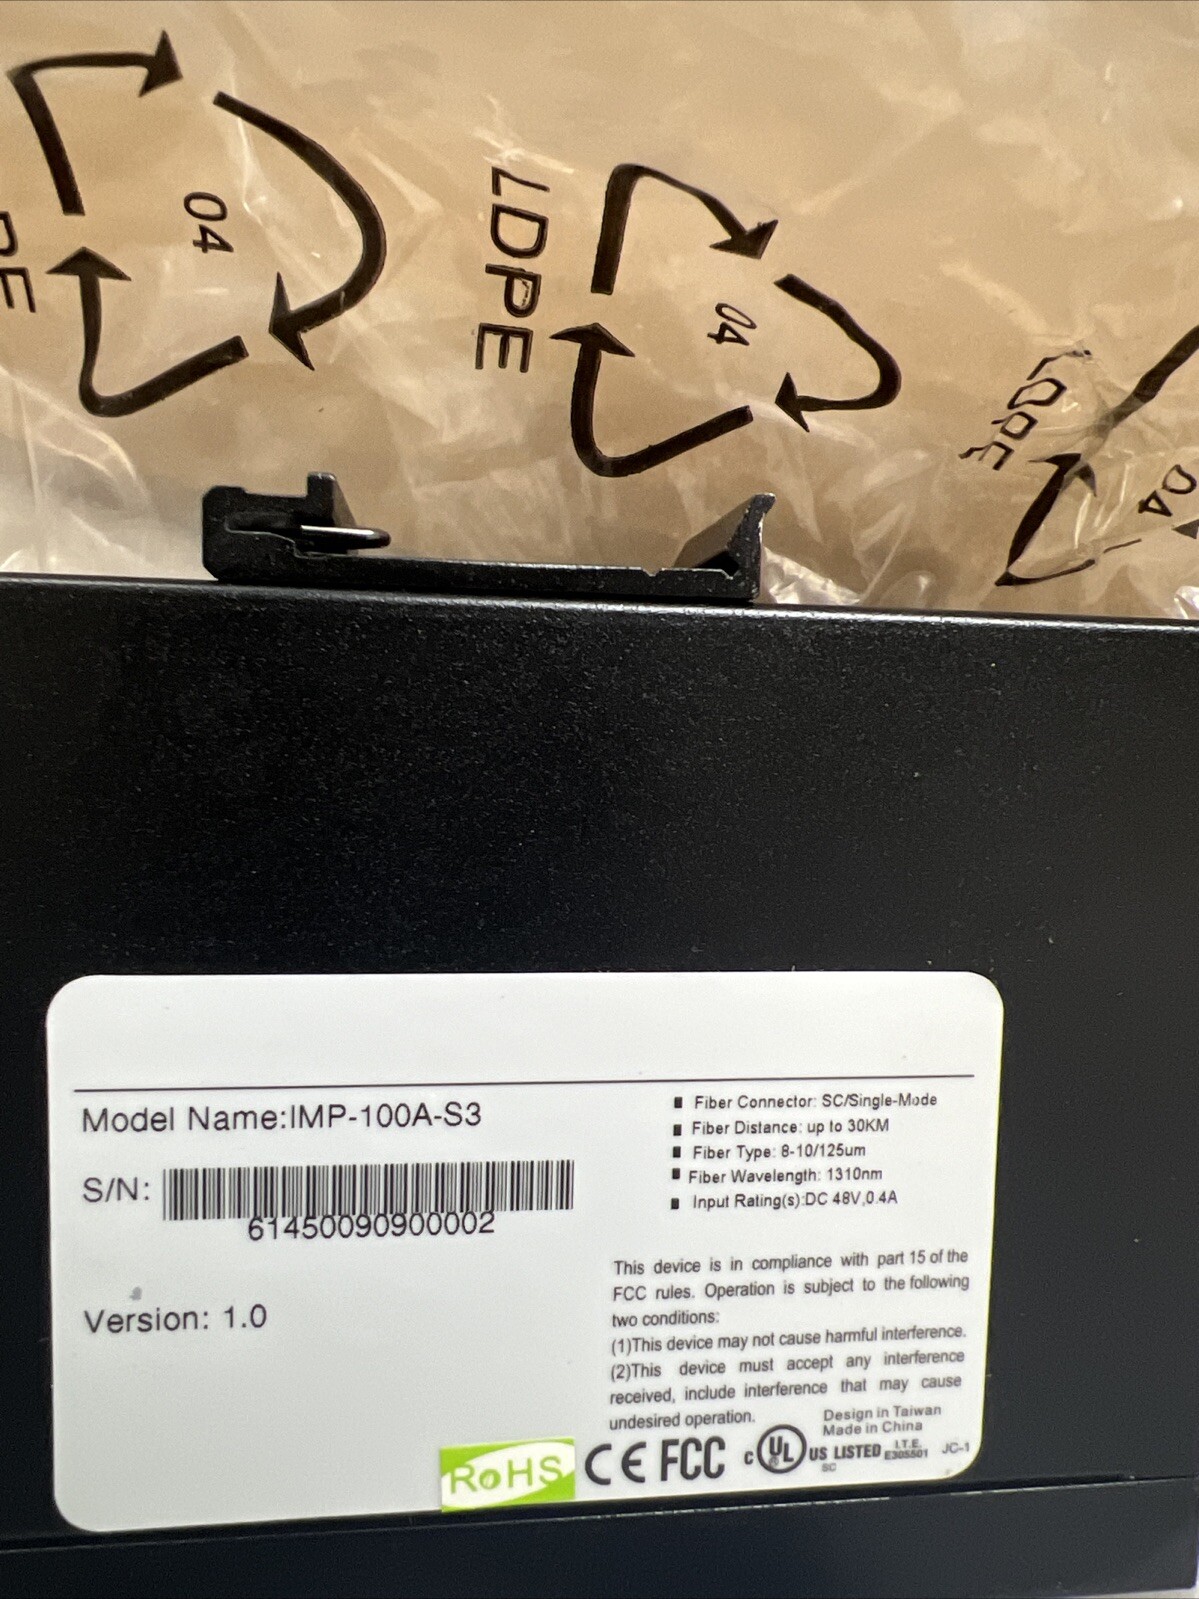 04
LDPE
04
LDPE
04
Model Name:IMP-100A-S3
S/N:
61450090900002
Version: 1.0
Fiber Connector: SC/Single-Mode
Fiber Distance: up to 30KM
Fiber Type: 8-10/125um
Fiber Wavelength: 1310nm
Input Rating(s):DC 48V,0.4A
This device is in compliance with part 15 of the
FCC rules. Operation is subject to the following
two conditions:
(1)This device may not cause harmful interference.
(2)This device must accept any interference
received, include interference that may cause
undesired operation.
Design in Taiwan
Made in China
RoHS CE FCC c UL US LISTED I.T.E. E305501 JC-1
SC